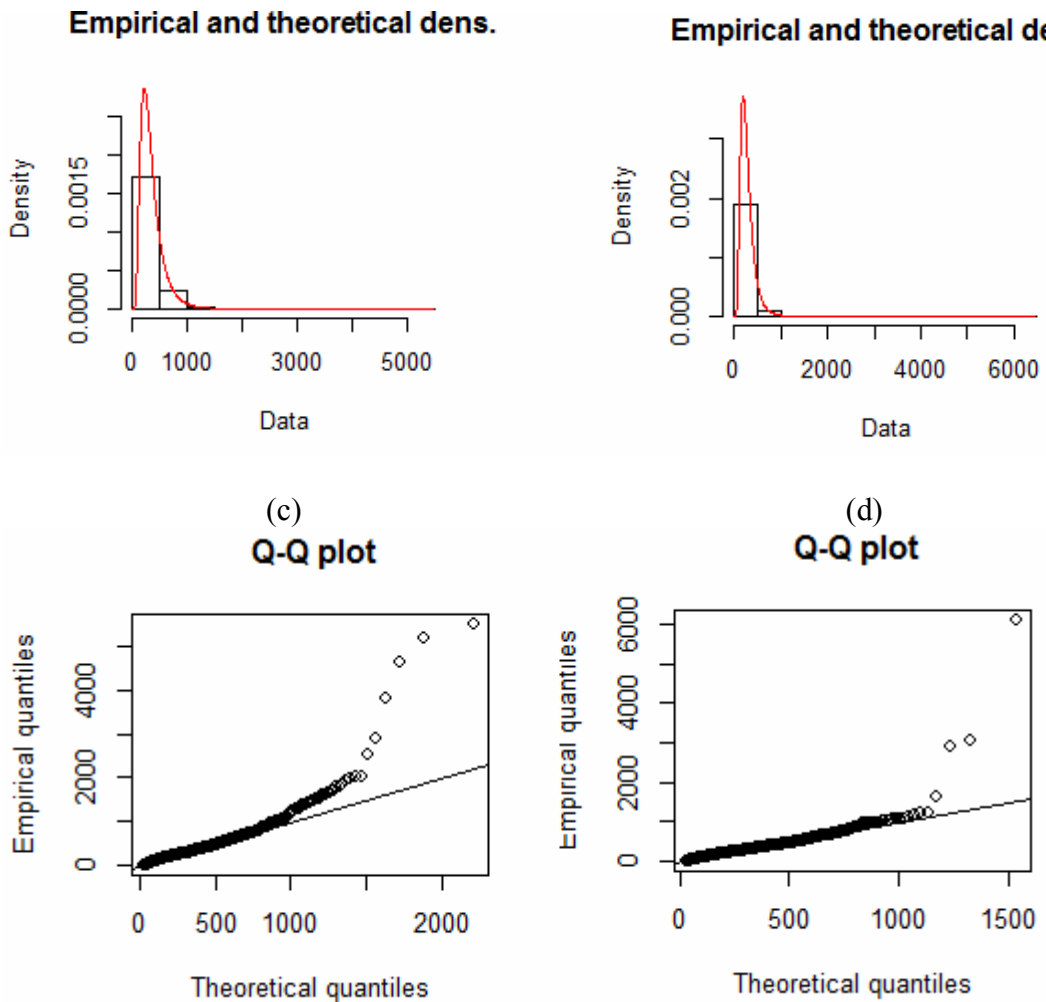 Empirical and theoretical dens.
Density
0.0000
0.0015
0
1000
3000
5000
Data
Empirical and theoretical de
Density
0.000
0.002
0
2000
4000
6000
Data
(c)
Q-Q plot
Empirical quantiles
0
2000
4000
0
500
1000
2000
Theoretical quantiles
(d)
Q-Q plot
Empirical quantiles
0
2000
4000
6000
0
500
1000
1500
Theoretical quantiles